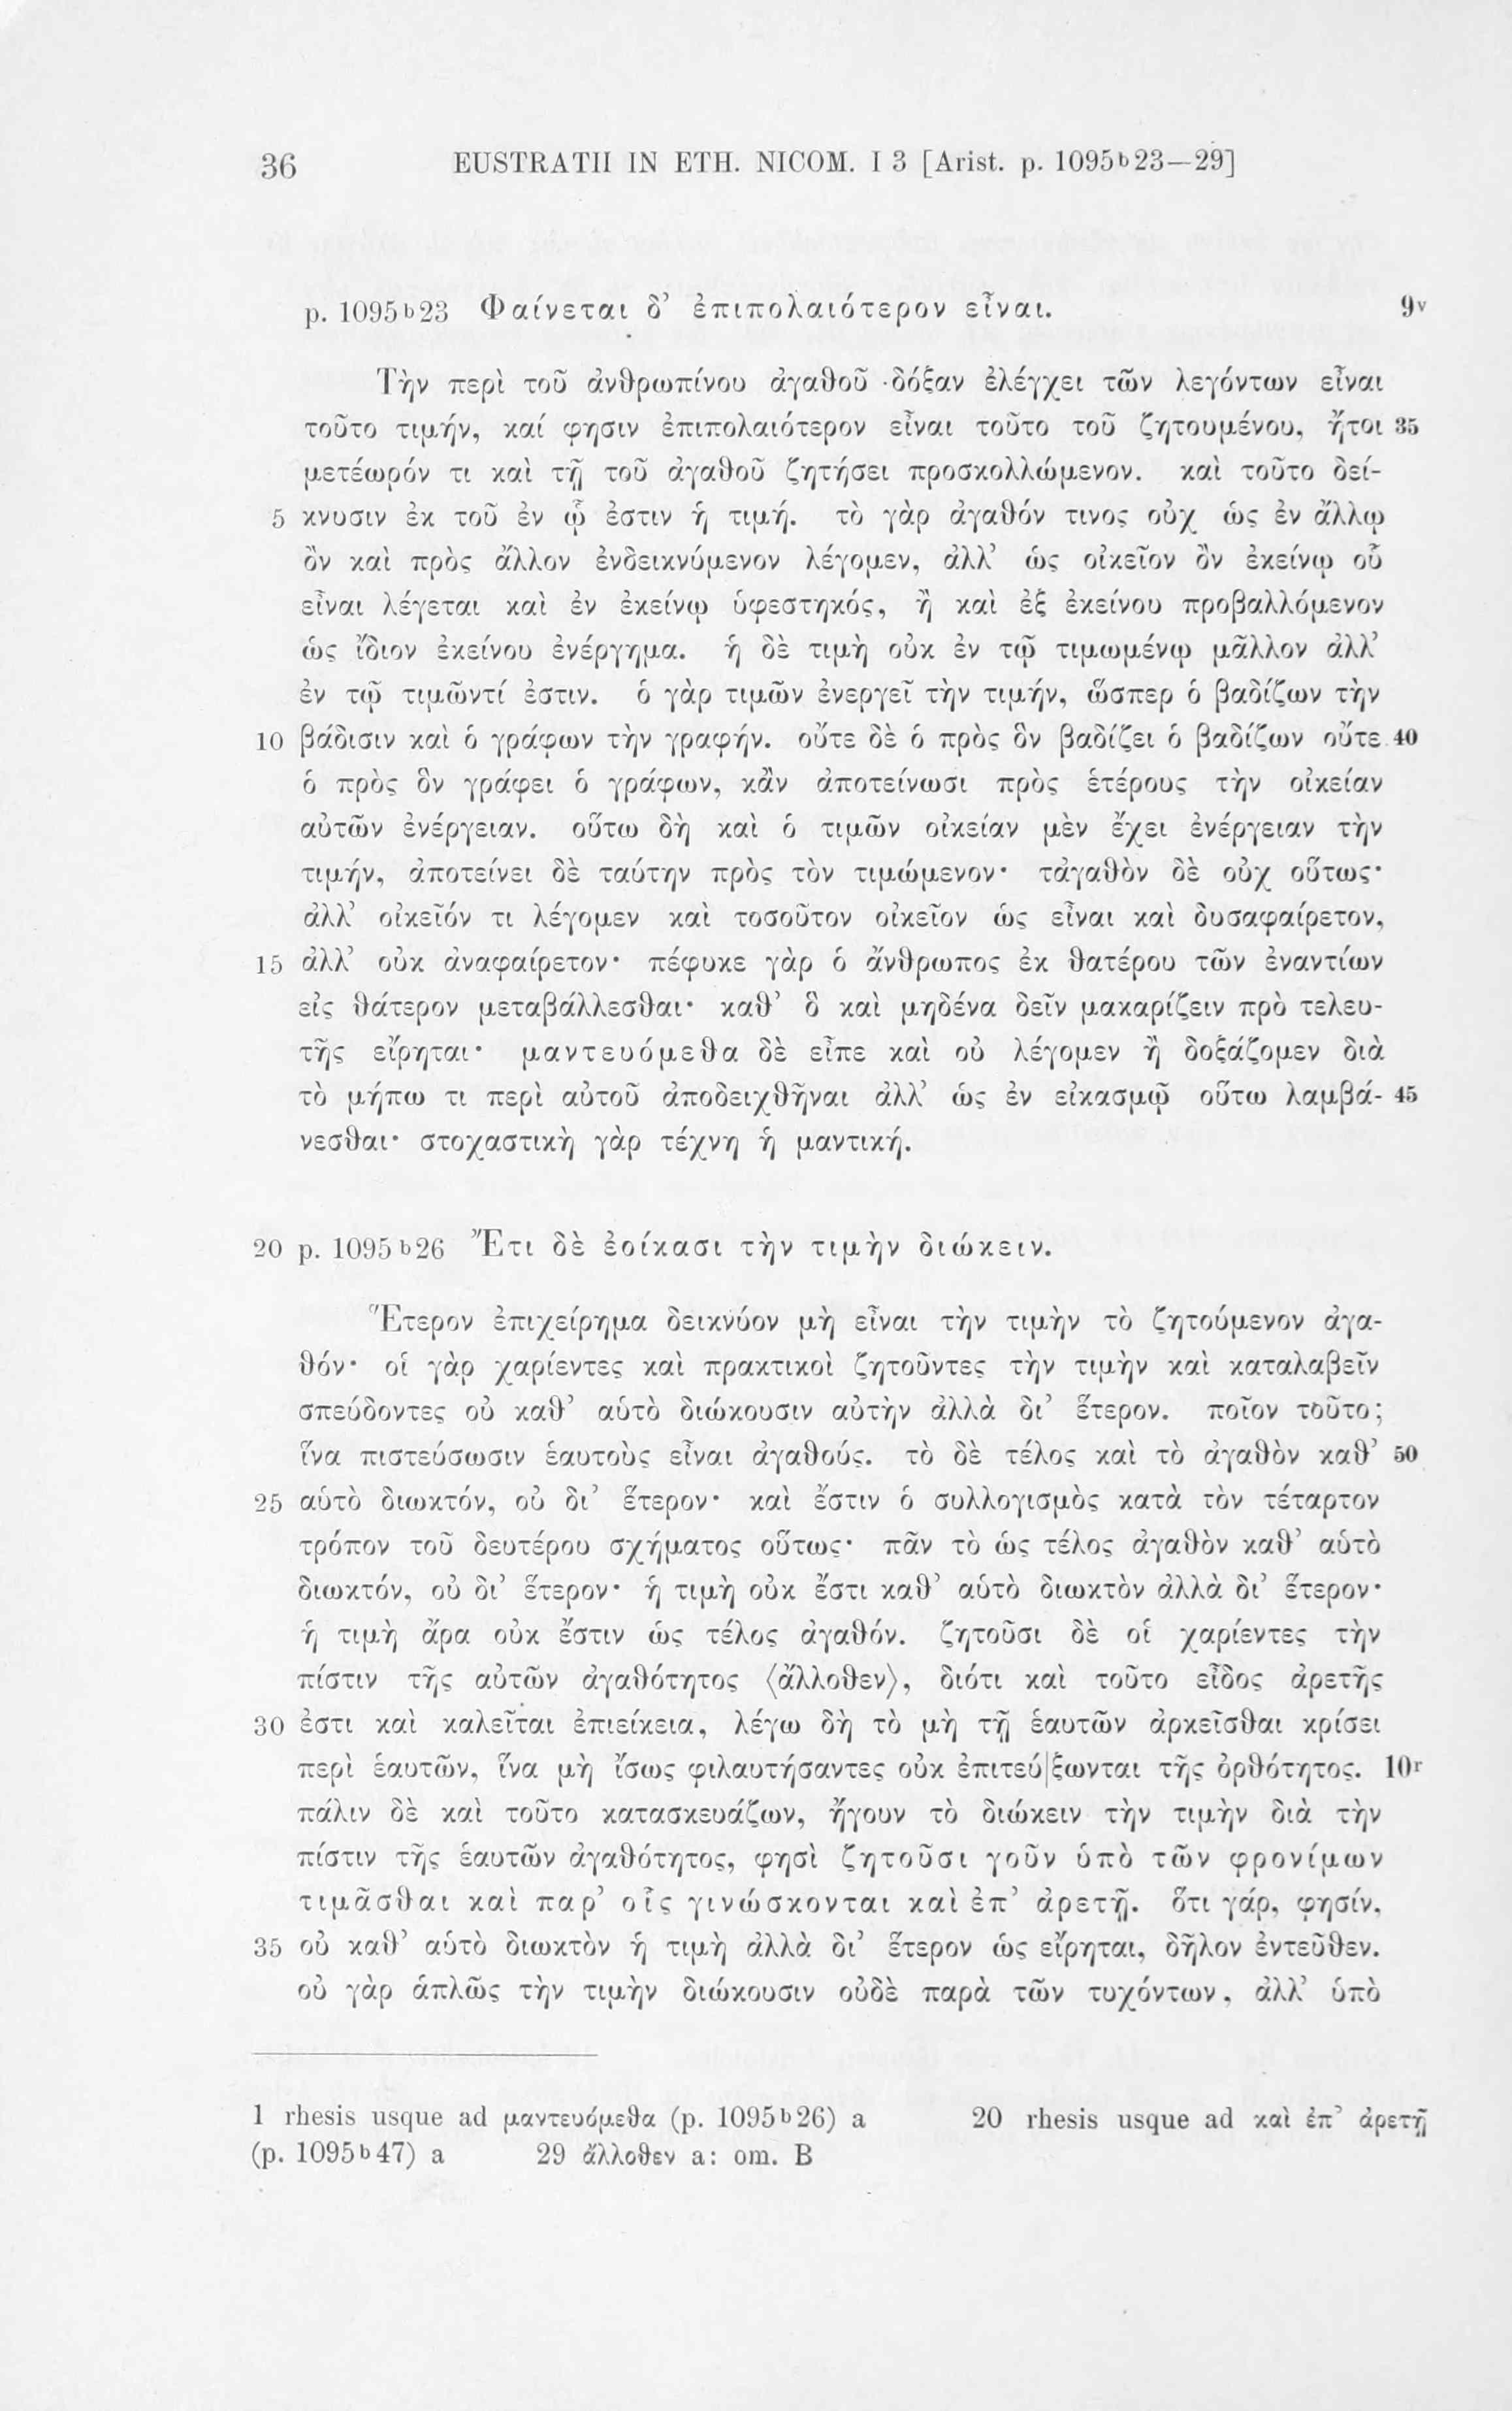 36 EUSTRATII IN ETH. NICOM. I 3 [Arist. p. 1095b23—29]
p. 1095b23 Φαίνεται δ’ ἐπιπολαιότερον εἶναι. 9v
Τὴν περὶ τοῦ ἀνθρωπίνου ἀγαθοῦ δόξαν ἐλέγχει τῶν λεγόντων εἶναι
τοῦτο τιμήν, καί φησιν ἐπιπολαιότερον εἶναι τοῦτο τοῦ ζητουμένου, ἤτοι 35
μετέωρόν τι καὶ τῇ τοῦ ἀγαθοῦ ζητήσει προσκολλώμενον. καὶ τοῦτο δεί-
5 κνυσιν ἐκ τοῦ ἐν ᾧ ἐστιν ἡ τιμή. τὸ γὰρ ἀγαθόν τινος οὐχ ὡς ἐν ἄλλῳ
ὂν καὶ πρὸς ἄλλον ἐνδεικνύμενον λέγομεν, ἀλλ’ ὡς οἰκεῖον ὂν ἐκείνῳ οὗ
εἶναι λέγεται καὶ ἐν ἐκείνῳ ὑφεστηκός, ἢ καὶ ἐξ ἐκείνου προβαλλόμενον
ὡς ἴδιον ἐκείνου ἐνέργημα. ἡ δὲ τιμὴ οὐκ ἐν τῷ τιμωμένῳ μᾶλλον ἀλλ’
ἐν τῷ τιμῶντί ἐστιν. ὁ γὰρ τιμῶν ἐνεργεῖ τὴν τιμήν, ὥσπερ ὁ βαδίζων τὴν
10 βάδισιν καὶ ὁ γράφων τὴν γραφήν. οὔτε δὲ ὁ πρὸς ὃν βαδίζει ὁ βαδίζων οὔτε 40
ὁ πρὸς ὃν γράφει ὁ γράφων, κἂν ἀποτείνωσι πρὸς ἑτέρους τὴν οἰκείαν
αὐτῶν ἐνέργειαν. οὕτω δὴ καὶ ὁ τιμῶν οἰκείαν μὲν ἔχει ἐνέργειαν τὴν
τιμήν, ἀποτείνει δὲ ταύτην πρὸς τὸν τιμώμενον· τἀγαθὸν δὲ οὐχ οὕτως·
ἀλλ’ οἰκεῖόν τι λέγομεν καὶ τοσοῦτον οἰκεῖον ὡς εἶναι καὶ δυσαφαίρετον,
15 ἀλλ’ οὐκ ἀναφαίρετον· πέφυκε γὰρ ὁ ἄνθρωπος ἐκ θατέρου τῶν ἐναντίων
εἰς θάτερον μεταβάλλεσθαι· καθ’ ὃ καὶ μηδένα δεῖν μακαρίζειν πρὸ τελευ-
τῆς εἴρηται· μαντευόμεθα δὲ εἶπε καὶ οὐ λέγομεν ἢ δοξάζομεν διὰ
τὸ μήπω τι περὶ αὐτοῦ ἀποδειχθῆναι ἀλλ’ ὡς ἐν εἰκασμῷ οὕτω λαμβά- 45
νεσθαι· στοχαστικὴ γὰρ τέχνη ἡ μαντική.
20 p. 1095b26 Ἔτι δὲ ἐοίκασι τὴν τιμὴν διώκειν.
Ἕτερον ἐπιχείρημα δεικνύον μὴ εἶναι τὴν τιμὴν τὸ ζητούμενον ἀγα-
θόν· οἱ γὰρ χαρίεντες καὶ πρακτικοὶ ζητοῦντες τὴν τιμὴν καὶ καταλαβεῖν
σπεύδοντες οὐ καθ’ αὑτὸ διώκουσιν αὐτὴν ἀλλὰ δι’ ἕτερον. ποῖον τοῦτο;
ἵνα πιστεύσωσιν ἑαυτοὺς εἶναι ἀγαθούς. τὸ δὲ τέλος καὶ τὸ ἀγαθὸν καθ’ 50
25 αὑτὸ διωκτόν, οὐ δι’ ἕτερον· καὶ ἔστιν ὁ συλλογισμὸς κατὰ τὸν τέταρτον
τρόπον τοῦ δευτέρου σχήματος οὕτως· πᾶν τὸ ὡς τέλος ἀγαθὸν καθ’ αὑτὸ
διωκτόν, οὐ δι’ ἕτερον· ἡ τιμὴ οὐκ ἔστι καθ’ αὑτὸ διωκτὸν ἀλλὰ δι’ ἕτερον·
ἡ τιμὴ ἄρα οὐκ ἔστιν ὡς τέλος ἀγαθόν. ζητοῦσι δὲ οἱ χαρίεντες τὴν
πίστιν τῆς αὐτῶν ἀγαθότητος ⟨ἄλλοθεν⟩, διότι καὶ τοῦτο εἶδος ἀρετῆς
30 ἐστι καὶ καλεῖται ἐπιείκεια, λέγω δὴ τὸ μὴ τῇ ἑαυτῶν ἀρκεῖσθαι κρίσει
περὶ ἑαυτῶν, ἵνα μὴ ἴσως φιλαυτήσαντες οὐκ ἐπιτεύ|ξωνται τῆς ὀρθότητος. 10r
πάλιν δὲ καὶ τοῦτο κατασκευάζων, ἤγουν τὸ διώκειν τὴν τιμὴν διὰ τὴν
πίστιν τῆς ἑαυτῶν ἀγαθότητος, φησὶ ζητοῦσι γοῦν ὑπὸ τῶν φρονίμων
τιμᾶσθαι καὶ παρ’ οἷς γινώσκονται καὶ ἐπ’ ἀρετῇ. ὅτι γάρ, φησίν,
35 οὐ καθ’ αὑτὸ διωκτὸν ἡ τιμὴ ἀλλὰ δι’ ἕτερον ὡς εἴρηται, δῆλον ἐντεῦθεν.
οὐ γὰρ ἁπλῶς τὴν τιμὴν διώκουσιν οὐδὲ παρὰ τῶν τυχόντων, ἀλλ’ ὑπὸ
1 rhesis usque ad μαντευόμεθα (p. 1095b26) a 20 rhesis usque ad καὶ ἐπ’ ἀρετῇ
(p. 1095b47) a 29 ἄλλοθεν a: om. B